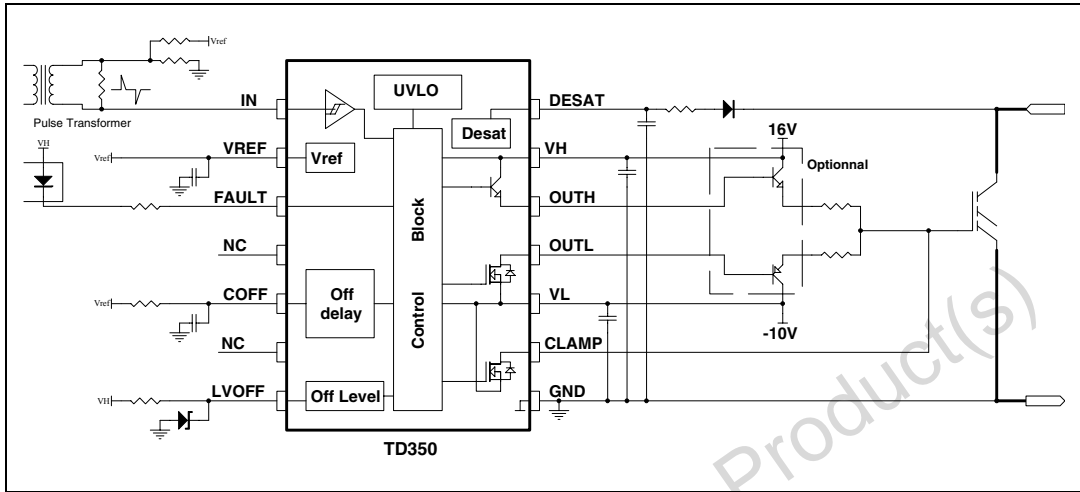 Vref
Pulse Transformer
VH
Vref
Vref
VH
IN
VREF
FAULT
NC
COFF
NC
LVOFF
UVLO
Vref
Desat
Off
delay
Off Level
Control Block
TD350
DESAT
VH
OUTH
OUTL
VL
CLAMP
GND
16V
Optionnal
-10V
Product(s)